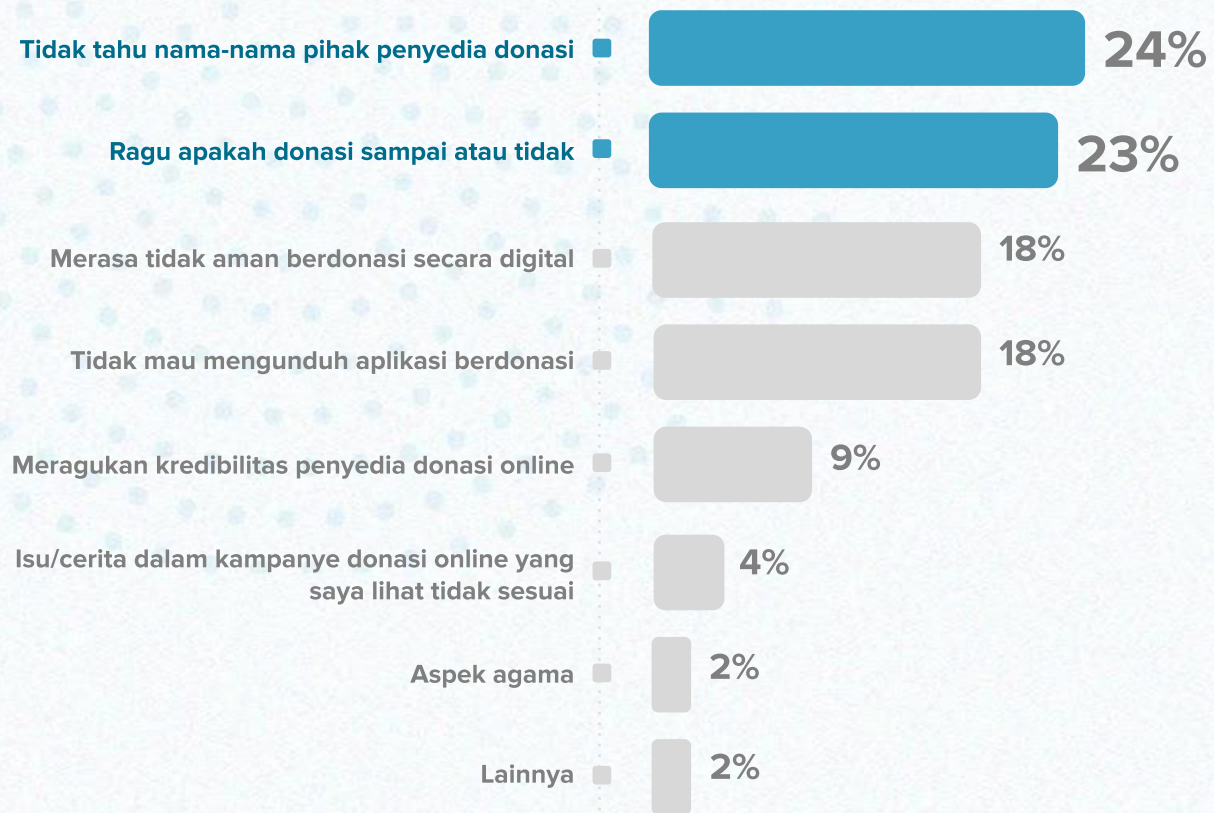 Tidak tahu nama-nama pihak penyedia donasi
24%
Ragu apakah donasi sampai atau tidak
23%
Merasa tidak aman berdonasi secara digital
18%
Tidak mau mengunduh aplikasi berdonasi
18%
Meragukan kredibilitas penyedia donasi online
9%
Isu/cerita dalam kampanye donasi online yang
saya lihat tidak sesuai
4%
Aspek agama
2%
Lainnya
2%